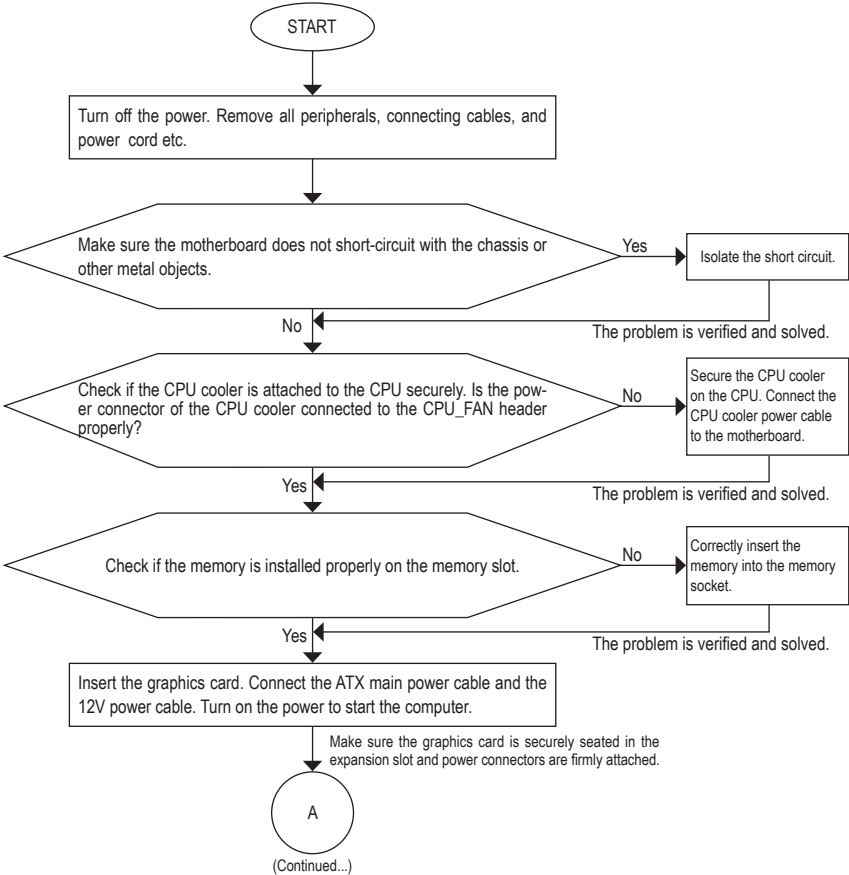 START
Turn off the power. Remove all peripherals, connecting cables, and
power cord etc.
Make sure the motherboard does not short-circuit with the chassis or
other metal objects.
Yes
Isolate the short circuit.
No
The problem is verified and solved.
Check if the CPU cooler is attached to the CPU securely. Is the pow-
er connector of the CPU cooler connected to the CPU_FAN header
properly?
No
Secure the CPU cooler
on the CPU. Connect the
CPU cooler power cable
to the motherboard.
Yes
The problem is verified and solved.
Check if the memory is installed properly on the memory slot.
No
Correctly insert the
memory into the memory
socket.
Yes
The problem is verified and solved.
Insert the graphics card. Connect the ATX main power cable and the
12V power cable. Turn on the power to start the computer.
Make sure the graphics card is securely seated in the
expansion slot and power connectors are firmly attached.
A
(Continued...)